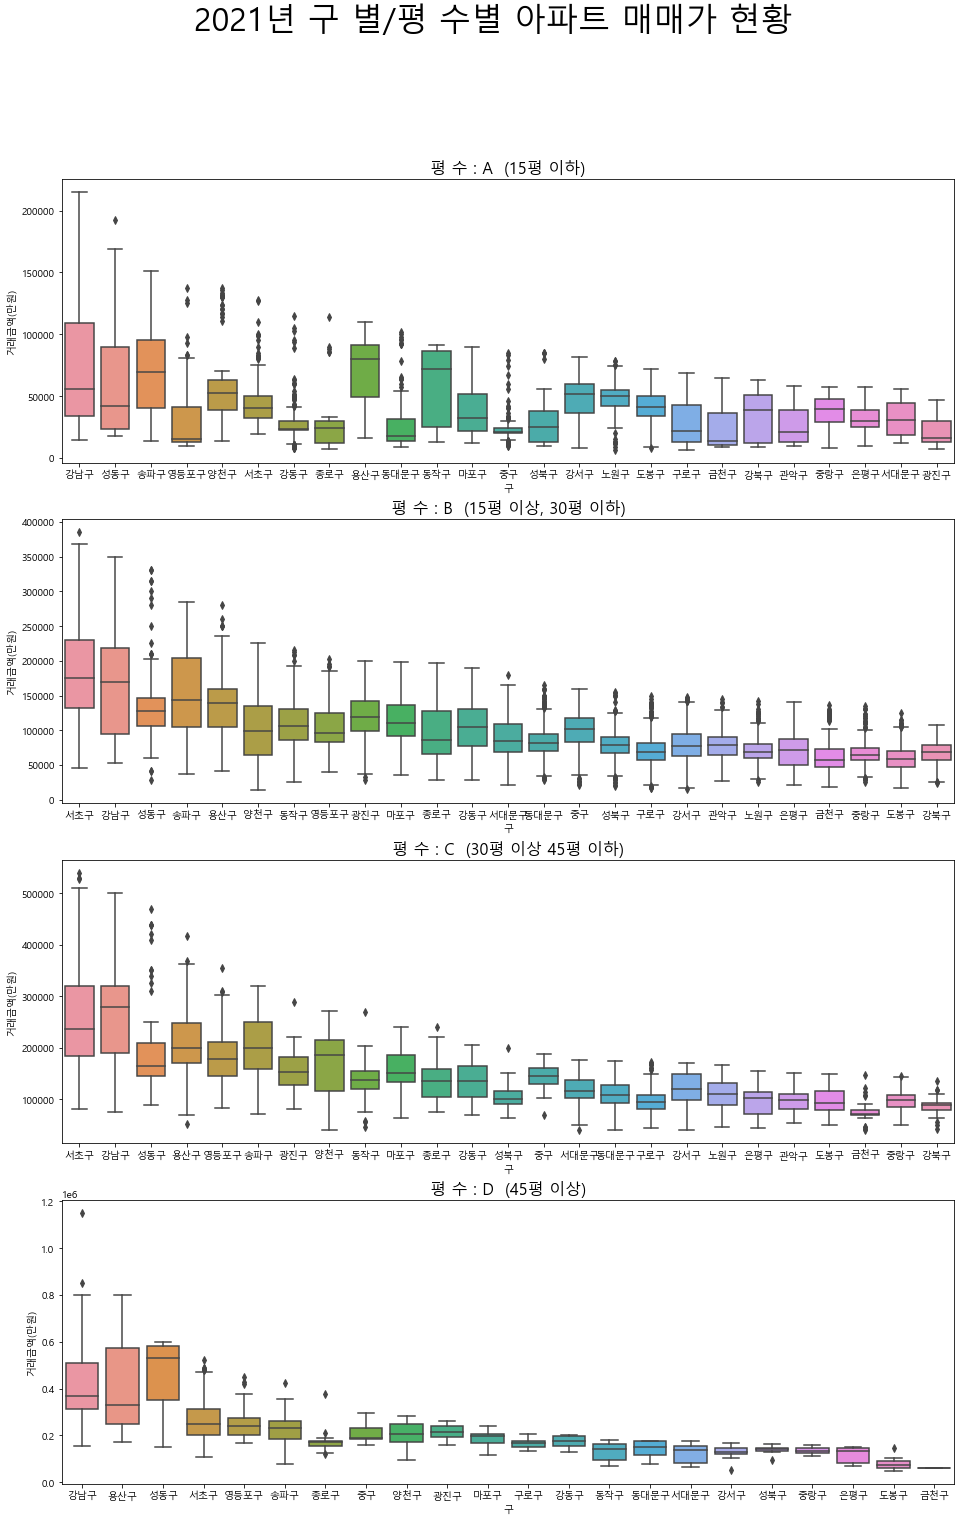 2021년 구 별/평 수별 아파트 매매가 현황
평 수 : A (15평 이하)
거래금액(만원)
200000
150000
100000
50000
0
강남구 성동구 송파구 영등포구 양천구 서초구 강동구 종로구 용산구 동대문구 동작구 마포구 중구 성북구 강서구 노원구 도봉구 구로구 금천구 강북구 관악구 중랑구 은평구 서대문구 광진구
구
평 수 : B (15평 이상, 30평 이하)
거래금액(만원)
400000
350000
300000
250000
200000
150000
100000
50000
0
서초구 강남구 성동구 송파구 용산구 양천구 동작구 영등포구 광진구 마포구 종로구 강동구 서대문구 동대문구 중구 성북구 구로구 강서구 관악구 노원구 은평구 금천구 중랑구 도봉구 강북구
구
평 수 : C (30평 이상 45평 이하)
거래금액(만원)
500000
400000
300000
200000
100000
서초구 강남구 성동구 용산구 영등포구 송파구 광진구 양천구 동작구 마포구 종로구 강동구 성북구 중구 서대문구 동대문구 구로구 강서구 노원구 은평구 관악구 도봉구 금천구 중랑구 강북구
구
평 수 : D (45평 이상)
1e6
거래금액(만원)
1.2
1.0
0.8
0.6
0.4
0.2
0.0
강남구 용산구 성동구 서초구 영등포구 송파구 종로구 중구 양천구 광진구 마포구 구로구 강동구 동작구 동대문구 서대문구 강서구 성북구 중랑구 은평구 도봉구 금천구
구